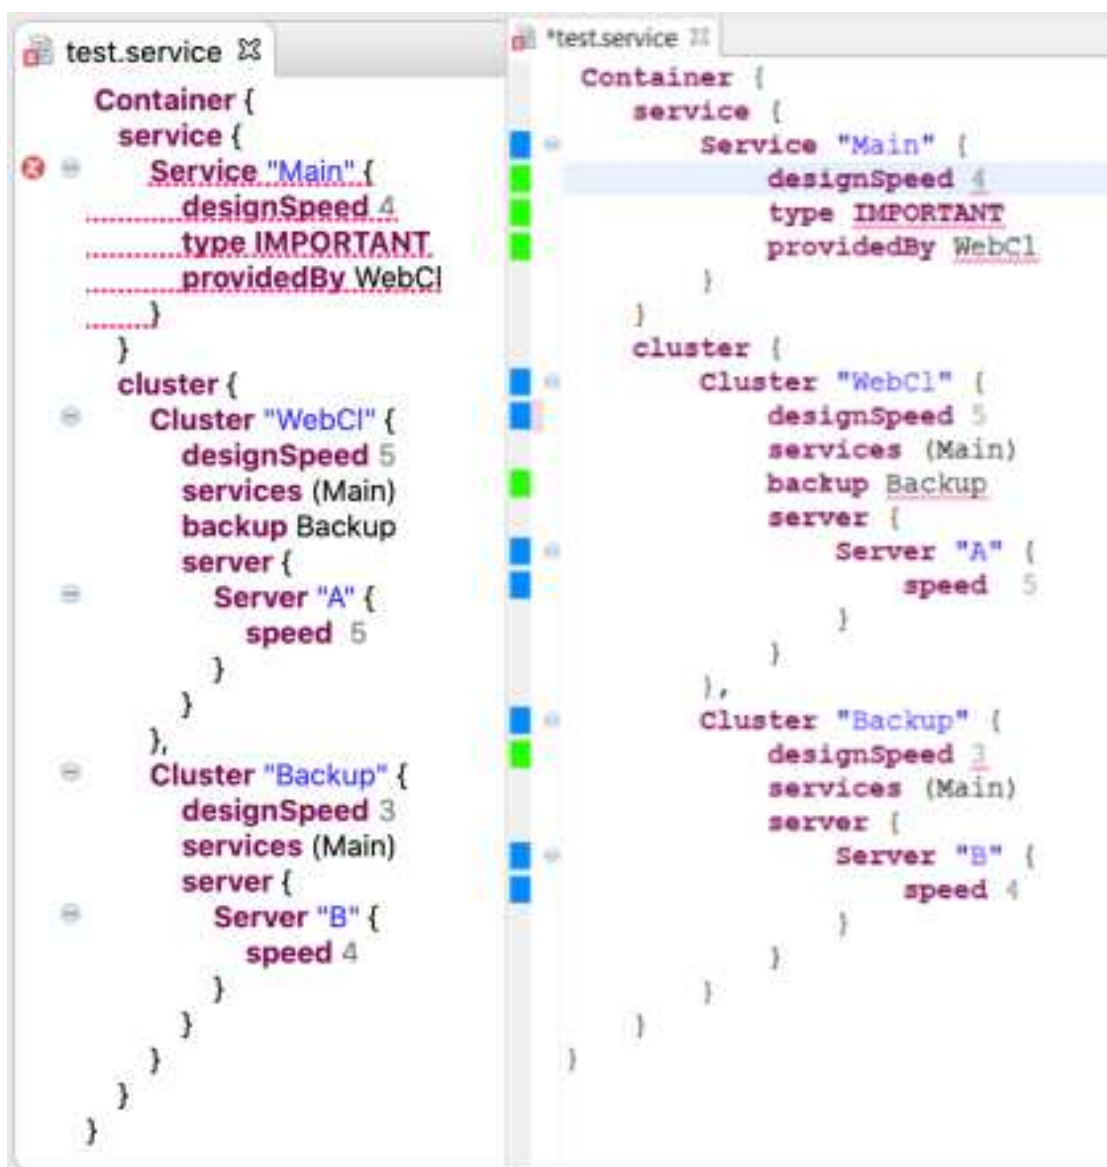 test.service
Container {
service {
Service "Main" {
designSpeed 4
type IMPORTANT
providedBy WebCl
}
}
cluster {
Cluster "WebCl" {
designSpeed 5
services (Main)
backup Backup
server {
Server "A" {
speed 5
}
}
},
Cluster "Backup" {
designSpeed 3
services (Main)
server {
Server "B" {
speed 4
}
}
}
}
}
*test.service
Container {
service {
Service "Main" {
designSpeed 4
type IMPORTANT
providedBy WebCl
}
}
cluster {
Cluster "WebCl" {
designSpeed 5
services (Main)
backup Backup
server {
Server "A" {
speed 5
}
}
},
Cluster "Backup" {
designSpeed 3
services (Main)
server {
Server "B" {
speed 4
}
}
}
}
}